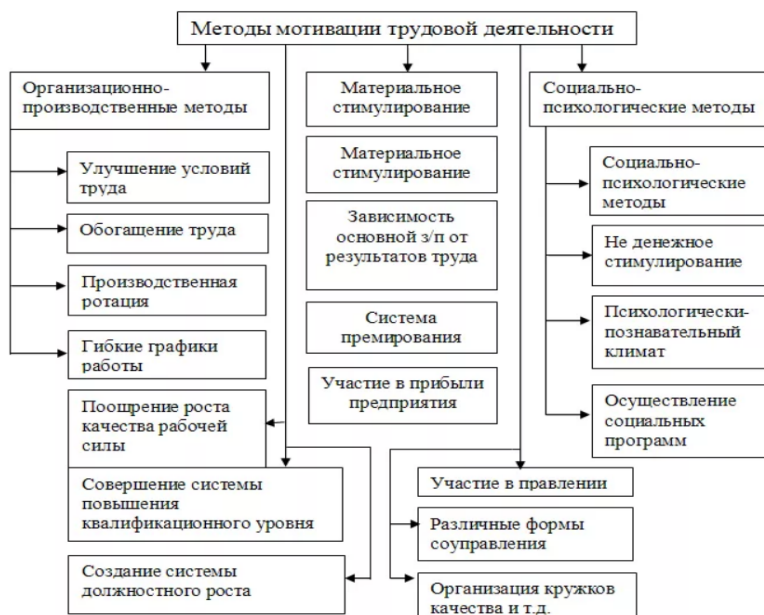 Методы мотивации трудовой деятельности
Организационно-
производственные методы
Улучшение условий
труда
Обогащение труда
Производственная
ротация
Гибкие графики
работы
Поощрение роста
качества рабочей
силы
Совершение системы
повышения
квалификационного уровня
Создание системы
должностного роста
Материальное
стимулирование
Материальное
стимулирование
Зависимость
основной з/п от
результатов труда
Система
премирования
Участие в прибыли
предприятия
Участие в правлении
Различные формы
соуправления
Организация кружков
качества и т.д.
Социально-
психологические методы
Социально-
психологические
методы
Не денежное
стимулирование
Психологически-
познавательный
климат
Осуществление
социальных
программ